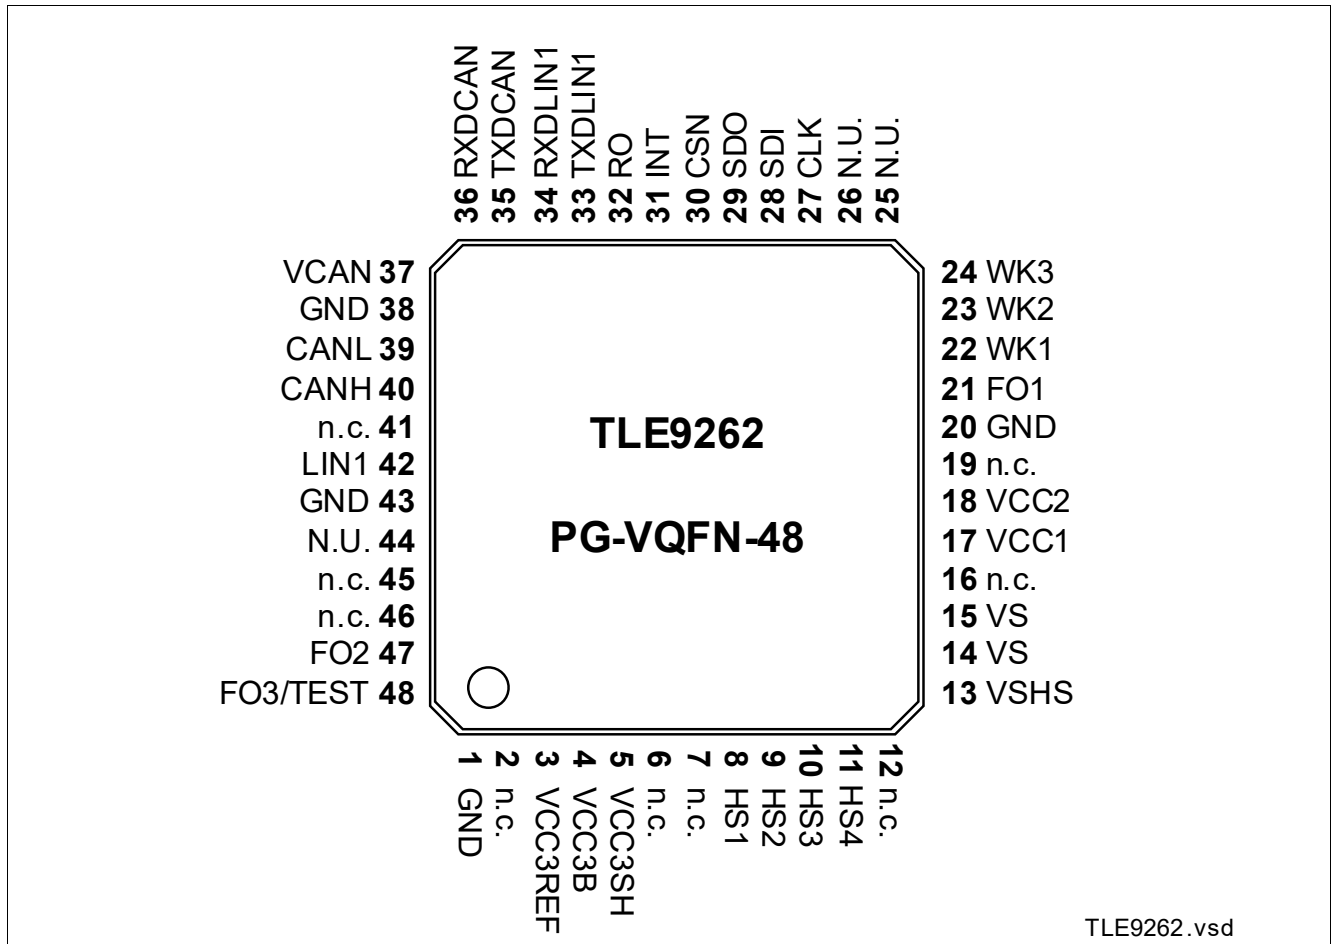 36 RXDCAN
35 TXDCAN
34 RXDLIN1
33 TXDLIN1
32 RO
31 INT
30 CSN
29 SDO
28 SDI
27 CLK
26 N.U.
25 N.U.
VCAN 37
GND 38
CANL 39
CANH 40
n.c. 41
LIN1 42
GND 43
N.U. 44
n.c. 45
n.c. 46
FO2 47
FO3/TEST 48
TLE9262
PG-VQFN-48
24 WK3
23 WK2
22 WK1
21 FO1
20 GND
19 n.c.
18 VCC2
17 VCC1
16 n.c.
15 VS
14 VS
13 VSHS
1 GND
2 n.c.
3 VCC3REF
4 VCC3B
5 VCC3SH
6 n.c.
7 n.c.
8 HS1
9 HS2
10 HS3
11 HS4
12 n.c.
TLE9262.vsd